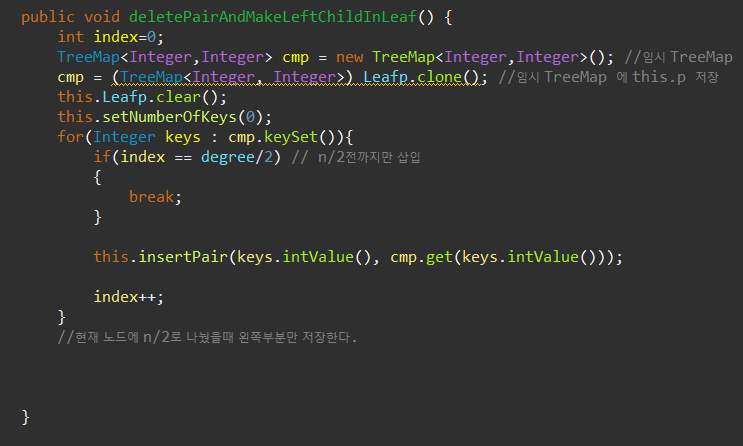 public void deletePairAndMakeLeftChildInLeaf() {
int index=0;
TreeMap<Integer,Integer> cmp = new TreeMap<Integer,Integer>(); //임시 TreeMap
cmp = (TreeMap<Integer, Integer>) Leafp.clone(); //임시 TreeMap 에 this.p 저장
this.Leafp.clear();
this.setNumberOfKeys(0);
for(Integer keys : cmp.keySet()){
if(index == degree/2) // n/2전까지만 삽입
{
break;
}
this.insertPair(keys.intValue(), cmp.get(keys.intValue()));
index++;
}
//현재 노드에 n/2로 나눴을때 왼쪽부분만 저장한다.
}